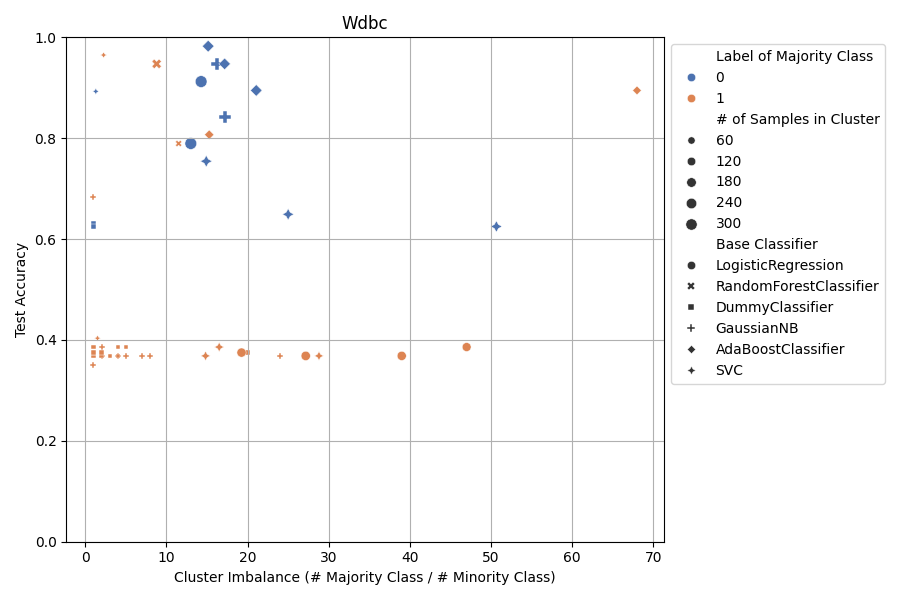 Wdbc
1.0
0.8
0.6
0.4
0.2
0.0
Test Accuracy
0 10 20 30 40 50 60 70
Cluster Imbalance (# Majority Class / # Minority Class)
Label of Majority Class
0
1
# of Samples in Cluster
60
120
180
240
300
Base Classifier
LogisticRegression
RandomForestClassifier
DummyClassifier
GaussianNB
AdaBoostClassifier
SVC